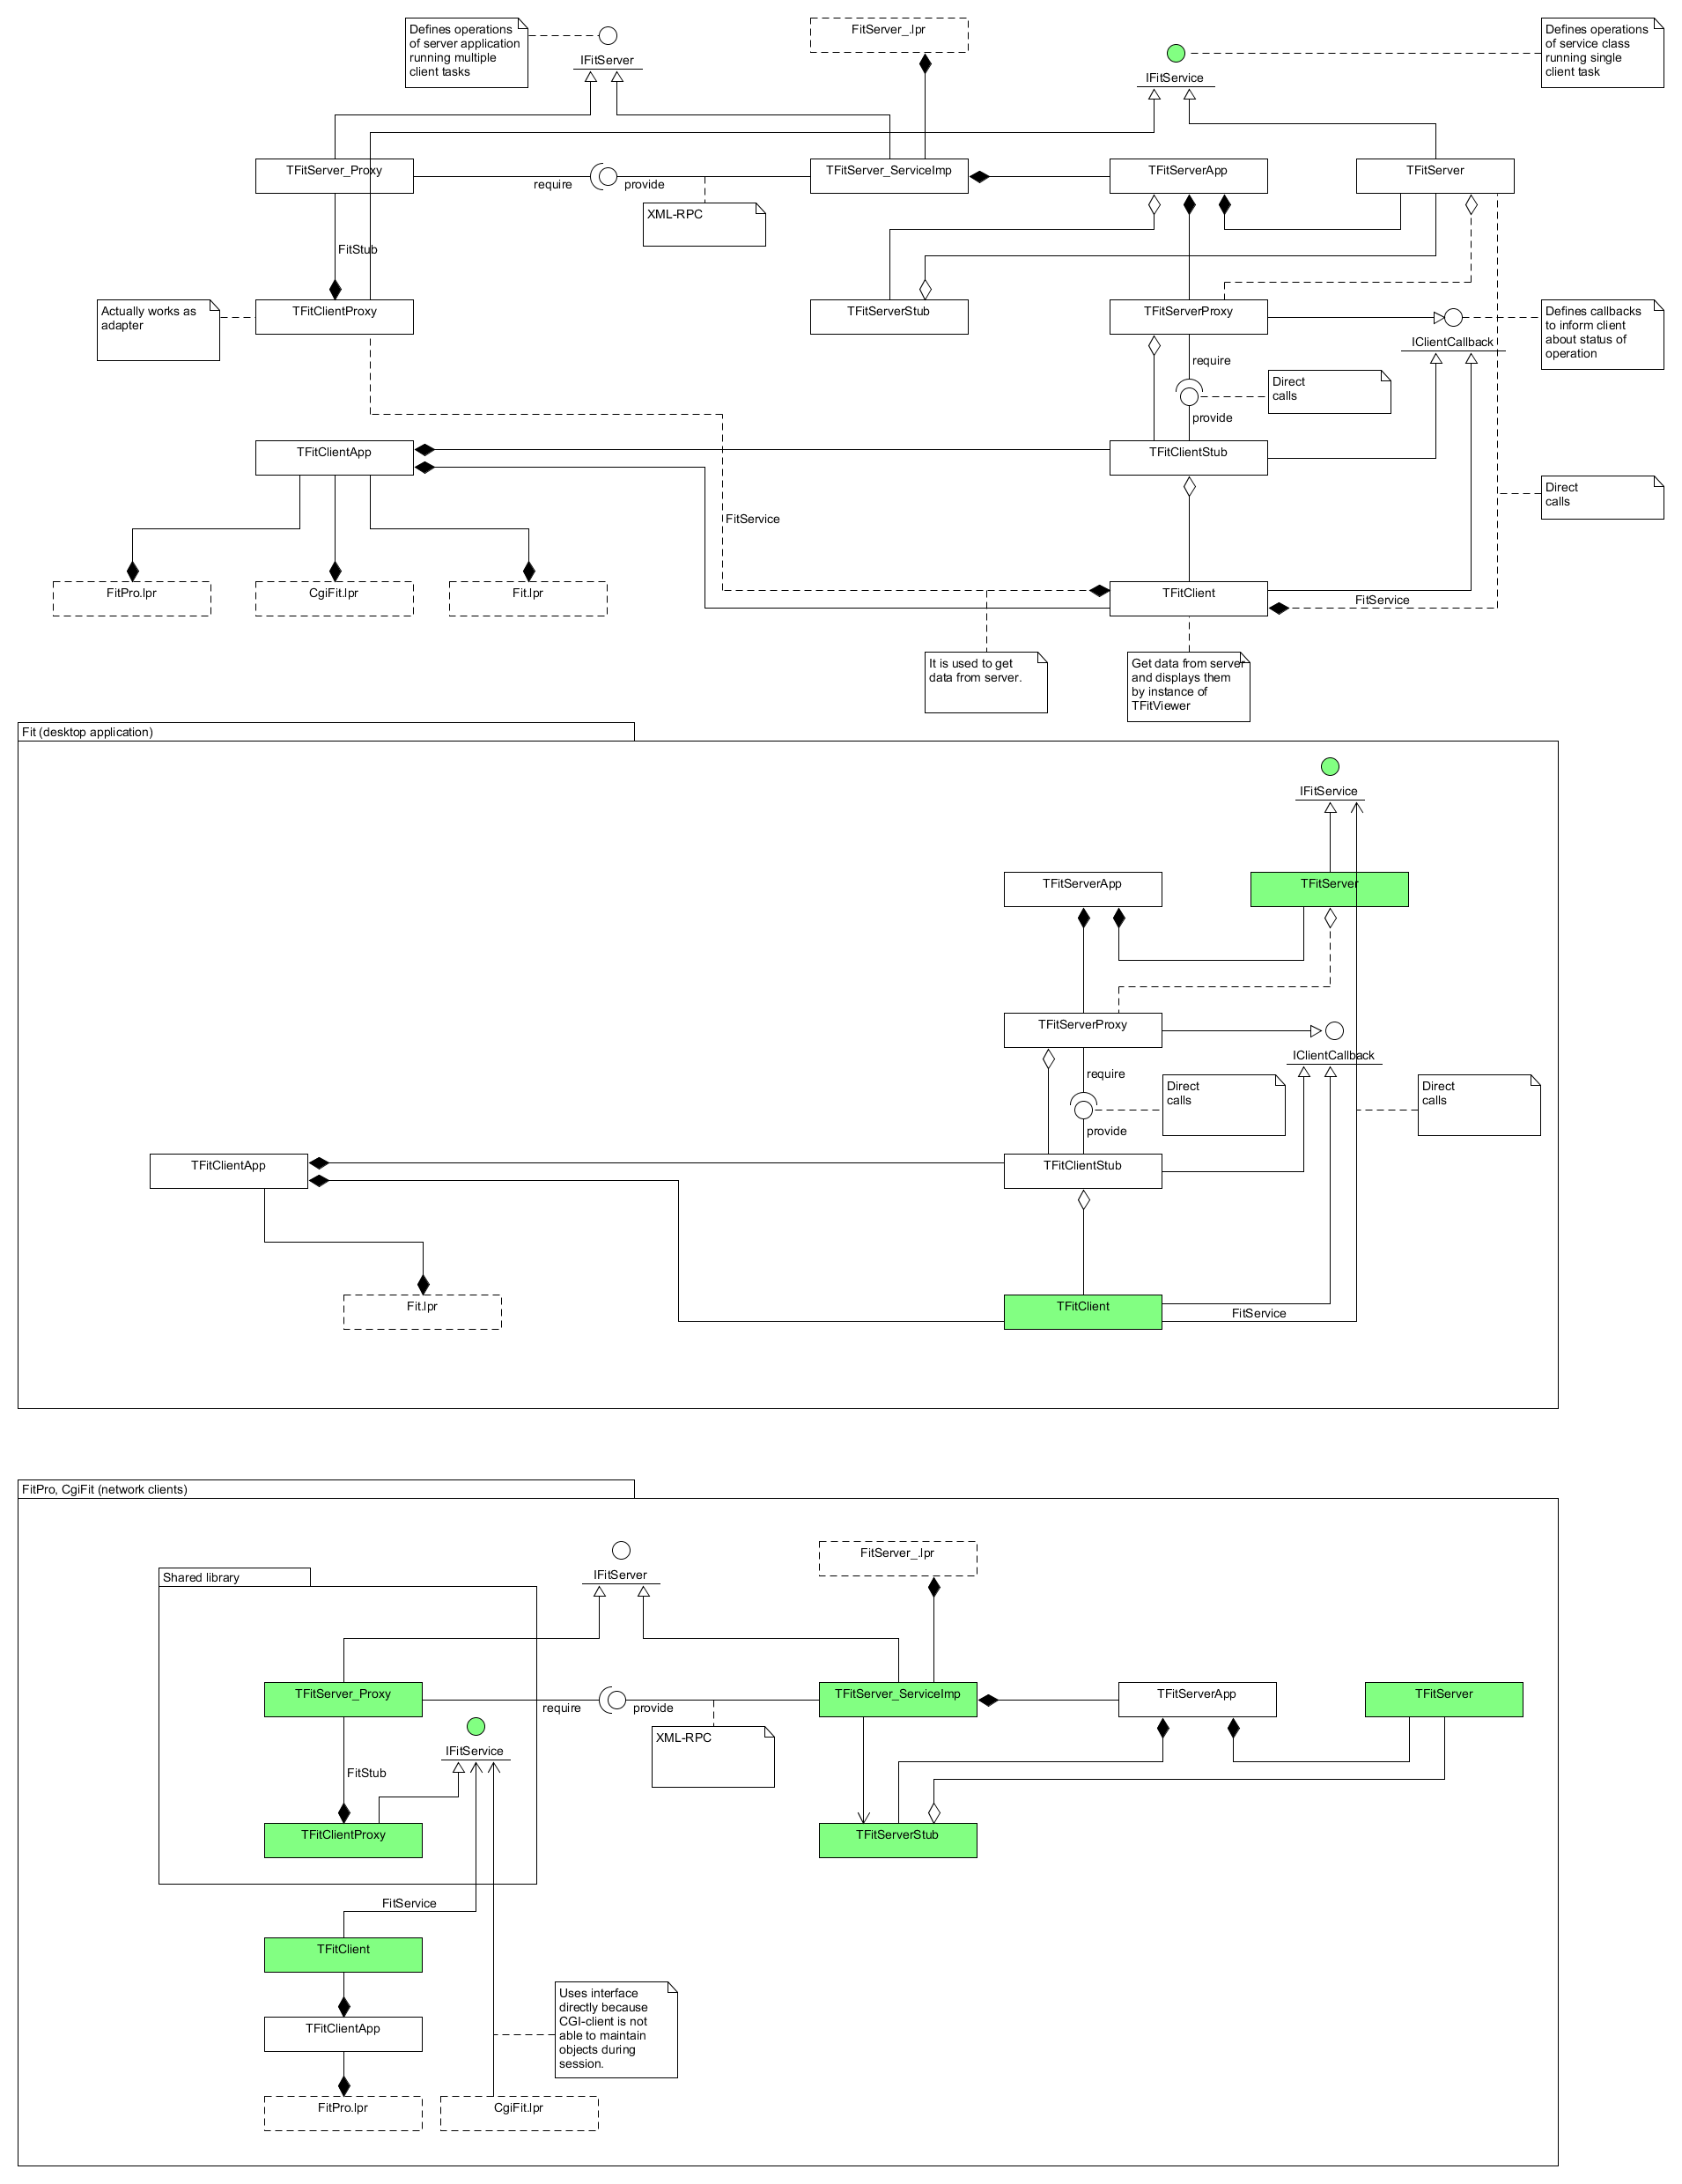 Defines operations
of server application
running multiple
client tasks
IFitServer
FitServer_.lpr
IFitService
Defines operations
of service class
running single
client task
TFitServer_Proxy
require
provide
XML-RPC
TFitServer_ServiceImp
TFitServerApp
TFitServer
FitStub
Actually works as
adapter
TFitClientProxy
TFitServerStub
TFitServerProxy
IClientCallback
Defines callbacks
to inform client
about status of
operation
require
Direct
calls
provide
TFitClientApp
TFitClientStub
Direct
calls
FitService
FitPro.lpr
CgiFit.lpr
Fit.lpr
TFitClient
FitService
It is used to get
data from server.
Get data from server
and displays them
by instance of
TFitViewer
Fit (desktop application)
IFitService
TFitServerApp
TFitServer
TFitServerProxy
IClientCallback
require
Direct
calls
Direct
calls
provide
TFitClientApp
TFitClientStub
Fit.lpr
TFitClient
FitService
FitPro, CgiFit (network clients)
Shared library
IFitServer
FitServer_.lpr
TFitServer_Proxy
require
provide
XML-RPC
TFitServer_ServiceImp
TFitServerApp
TFitServer
IFitService
FitStub
TFitClientProxy
TFitServerStub
FitService
TFitClient
Uses interface
directly because
CGI-client is not
able to maintain
objects during
session.
TFitClientApp
FitPro.lpr
CgiFit.lpr